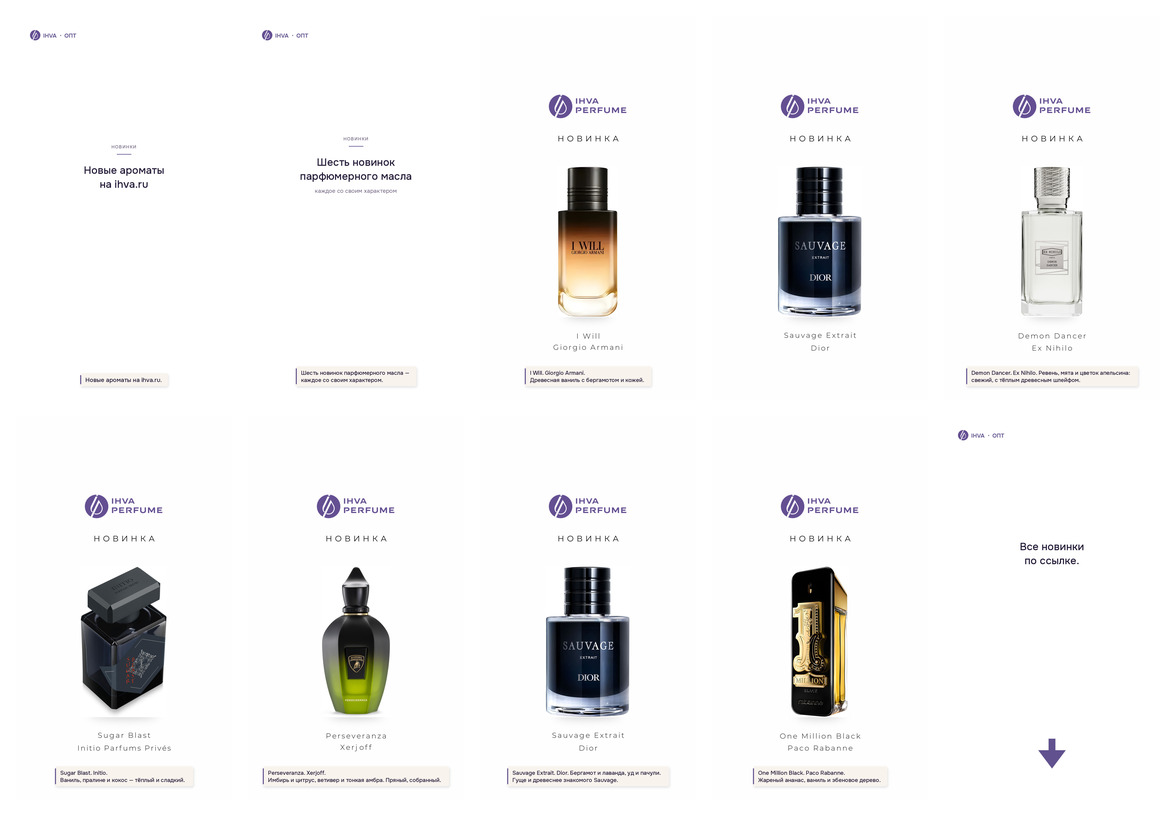 IHVA · ОПТ
НОВИНКИ
Новые ароматы
на ihva.ru
Новые ароматы на ihva.ru.
IHVA · ОПТ
НОВИНКИ
Шесть новинок
парфюмерного масла
каждое со своим характером
Шесть новинок парфюмерного масла —
каждое со своим характером.
IHVA
PERFUME
НОВИНКА
I WILL
GIORGIO ARMANI
I Will
Giorgio Armani
I Will. Giorgio Armani.
Древесная ваниль с бергамотом и кожей.
IHVA
PERFUME
НОВИНКА
SAUVAGE
EXTRAIT
DIOR
Sauvage Extrait
Dior
IHVA
PERFUME
НОВИНКА
EX NIHILO
Demon Dancer
Ex Nihilo
Demon Dancer. Ex Nihilo. Ревень, мята и цветок апельсина:
свежий, с тёплым древесным шлейфом.
IHVA
PERFUME
НОВИНКА
Sugar Blast
Initio Parfums Privés
Sugar Blast. Initio.
Ваниль, пралине и кокос — тёплый и сладкий.
IHVA
PERFUME
НОВИНКА
Perseveranza
Xerjoff
Perseveranza. Xerjoff.
Имбирь и цитрус, ветивер и тонкая амбра. Пряный, собранный.
IHVA
PERFUME
НОВИНКА
SAUVAGE
EXTRAIT
DIOR
Sauvage Extrait
Dior
Sauvage Extrait. Dior. Бергамот и лаванда, уд и пачули.
Гуще и древеснее знакомого Sauvage.
IHVA
PERFUME
НОВИНКА
1
MILLION
One Million Black
Paco Rabanne
One Million Black. Paco Rabanne.
Жареный ананас, ваниль и эбеновое дерево.
IHVA · ОПТ
Все новинки
по ссылке.